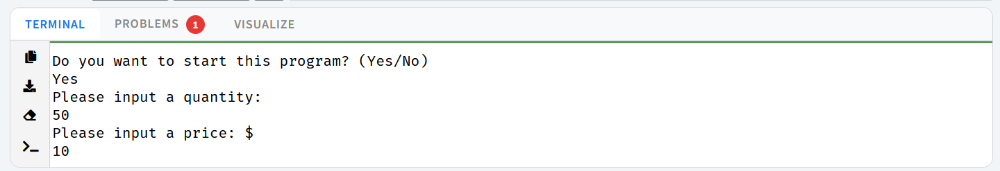 TERMINAL PROBLEMS 1 VISUALIZE
Do you want to start this program? (Yes/No)
Yes
Please input a quantity:
50
Please input a price: $
10